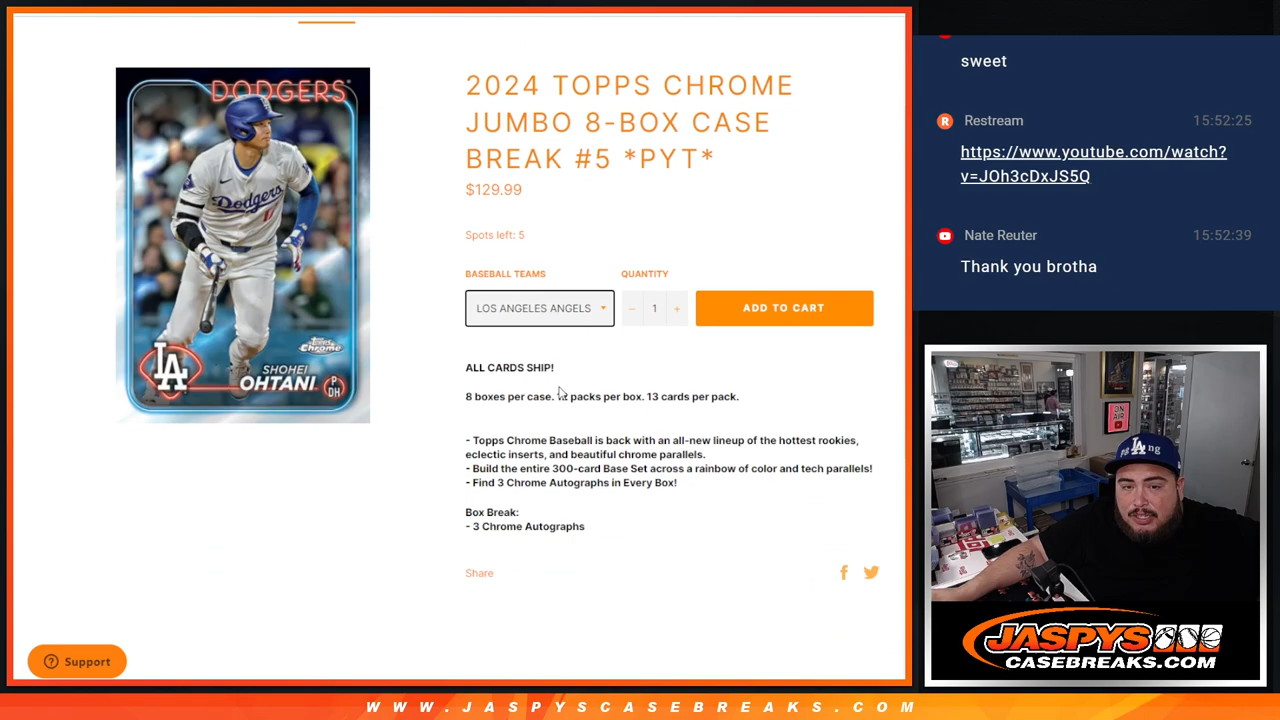 DODGERS
Dodgers
Topps Chrome
LA
SHOHEI
OHTANI
P
DH
2024 TOPPS CHROME
JUMBO 8-BOX CASE
BREAK #5 *PYT*
$129.99
Spots left: 5
BASEBALL TEAMS
QUANTITY
LOS ANGELES ANGELS
− 1 +
ADD TO CART
ALL CARDS SHIP!
8 boxes per case. packs per box. 13 cards per pack.
- Topps Chrome Baseball is back with an all-new lineup of the hottest rookies,
eclectic inserts, and beautiful chrome parallels.
- Build the entire 300-card Base Set across a rainbow of color and tech parallels!
- Find 3 Chrome Autographs in Every Box!
Box Break:
- 3 Chrome Autographs
Share
Support
sweet
Restream 15:52:25
https://www.youtube.com/watch?
v=JOh3cDxJS5Q
Nate Reuter 15:52:39
Thank you brotha
ON
AIR
JASPYS
CASEBREAKS.COM
WWW.JASPYSCASEBREAKS.COM